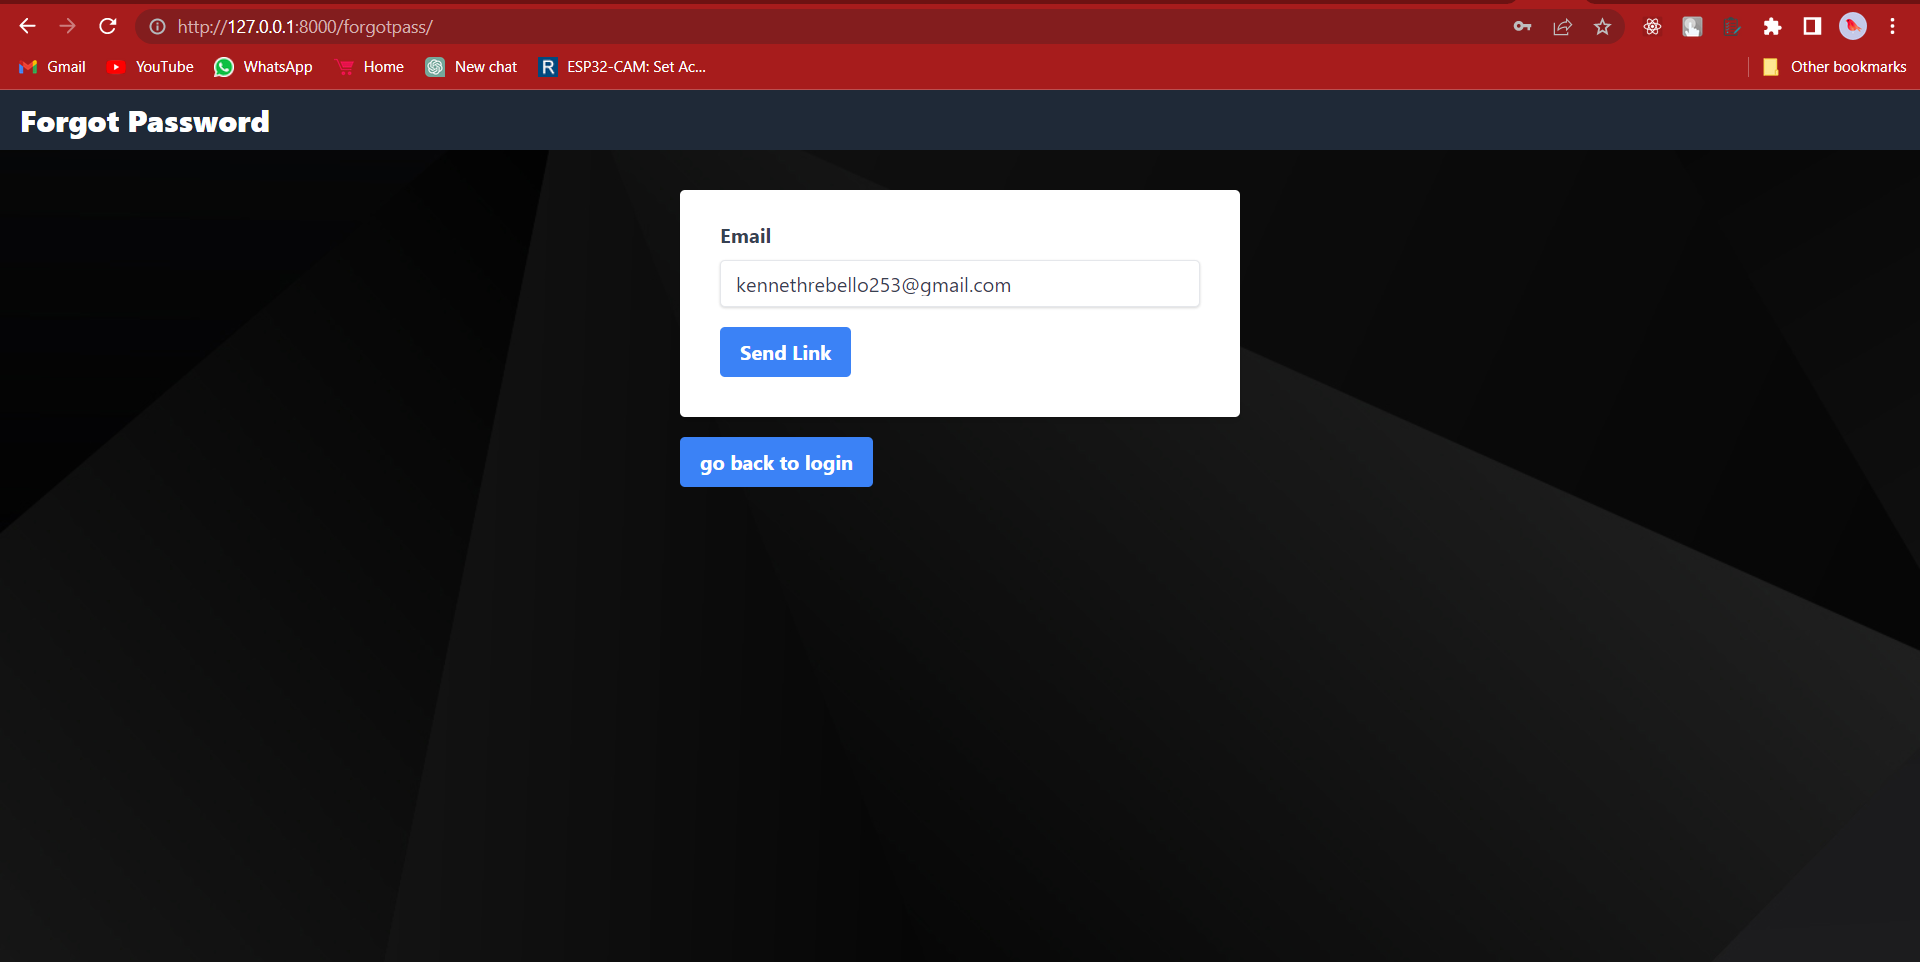 http://127.0.0.1:8000/forgotpass/
Gmail YouTube WhatsApp Home New chat R ESP32-CAM: Set Ac... Other bookmarks
Forgot Password
Email
kennethrebello253@gmail.com
Send Link
go back to login